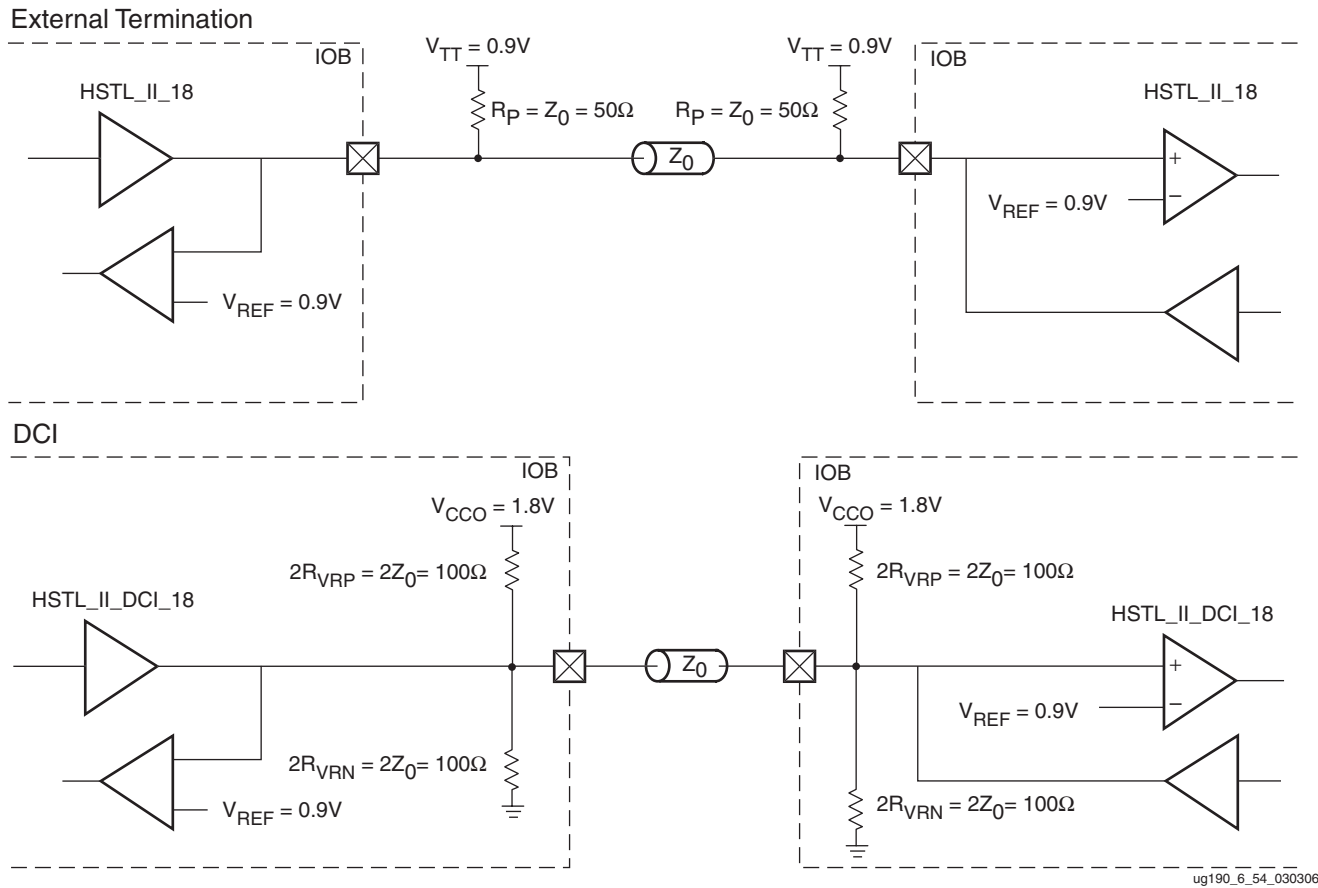 External Termination
IOB
V_TT = 0.9V
V_TT = 0.9V
IOB
HSTL_II_18
R_P = Z_0 = 50Ω
R_P = Z_0 = 50Ω
HSTL_II_18
Z_0
+
V_REF = 0.9V
–
V_REF = 0.9V
DCI
IOB
IOB
V_CCO = 1.8V
V_CCO = 1.8V
2R_VRP = 2Z_0= 100Ω
2R_VRP = 2Z_0= 100Ω
HSTL_II_DCI_18
HSTL_II_DCI_18
Z_0
+
V_REF = 0.9V
–
2R_VRN = 2Z_0= 100Ω
V_REF = 0.9V
2R_VRN = 2Z_0= 100Ω
ug190_6_54_030306